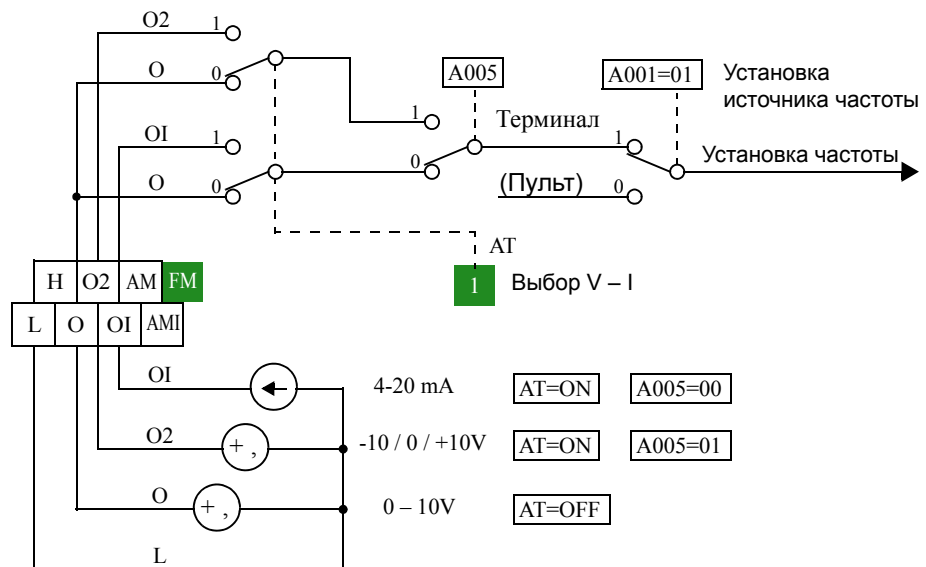 O2 1
O 0
A005 A001=01 Установка
источника частоты
OI 1
1 Терминал 1
O 0
0 Установка частоты
(Пульт) 0
AT
H O2 AM FM
1 Выбор V – I
L O OI AMI
OI 4-20 mA AT=ON A005=00
O2 + , -10 / 0 / +10V AT=ON A005=01
O + , 0 – 10V AT=OFF
L